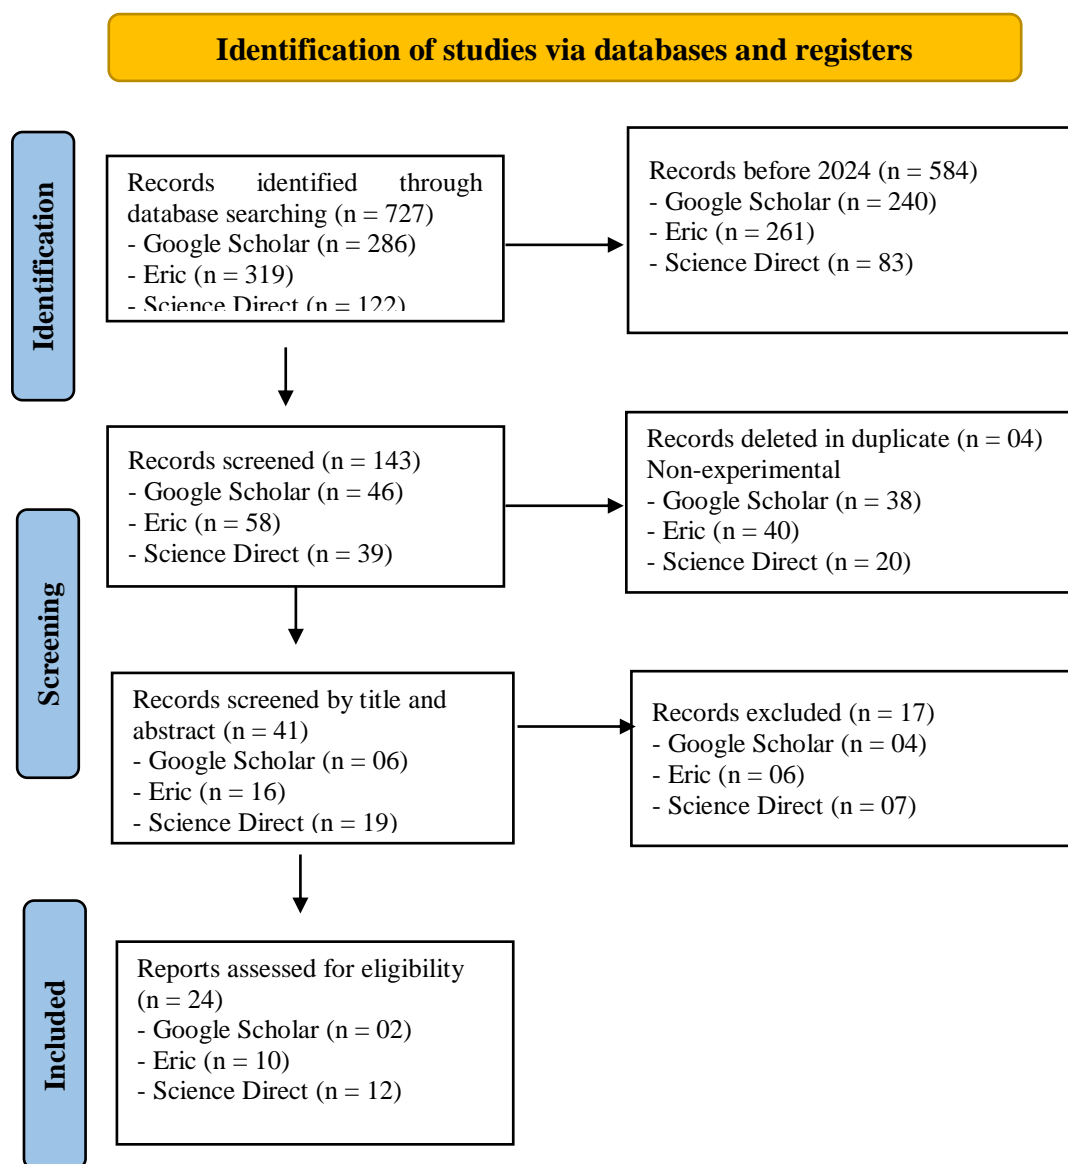 Identification of studies via databases and registers
Identification
Records identified through
database searching (n = 727)
- Google Scholar (n = 286)
- Eric (n = 319)
- Science Direct (n = 122)
Records before 2024 (n = 584)
- Google Scholar (n = 240)
- Eric (n = 261)
- Science Direct (n = 83)
Screening
Records screened (n = 143)
- Google Scholar (n = 46)
- Eric (n = 58)
- Science Direct (n = 39)
Records deleted in duplicate (n = 04)
Non-experimental
- Google Scholar (n = 38)
- Eric (n = 40)
- Science Direct (n = 20)
Records screened by title and
abstract (n = 41)
- Google Scholar (n = 06)
- Eric (n = 16)
- Science Direct (n = 19)
Records excluded (n = 17)
- Google Scholar (n = 04)
- Eric (n = 06)
- Science Direct (n = 07)
Included
Reports assessed for eligibility
(n = 24)
- Google Scholar (n = 02)
- Eric (n = 10)
- Science Direct (n = 12)